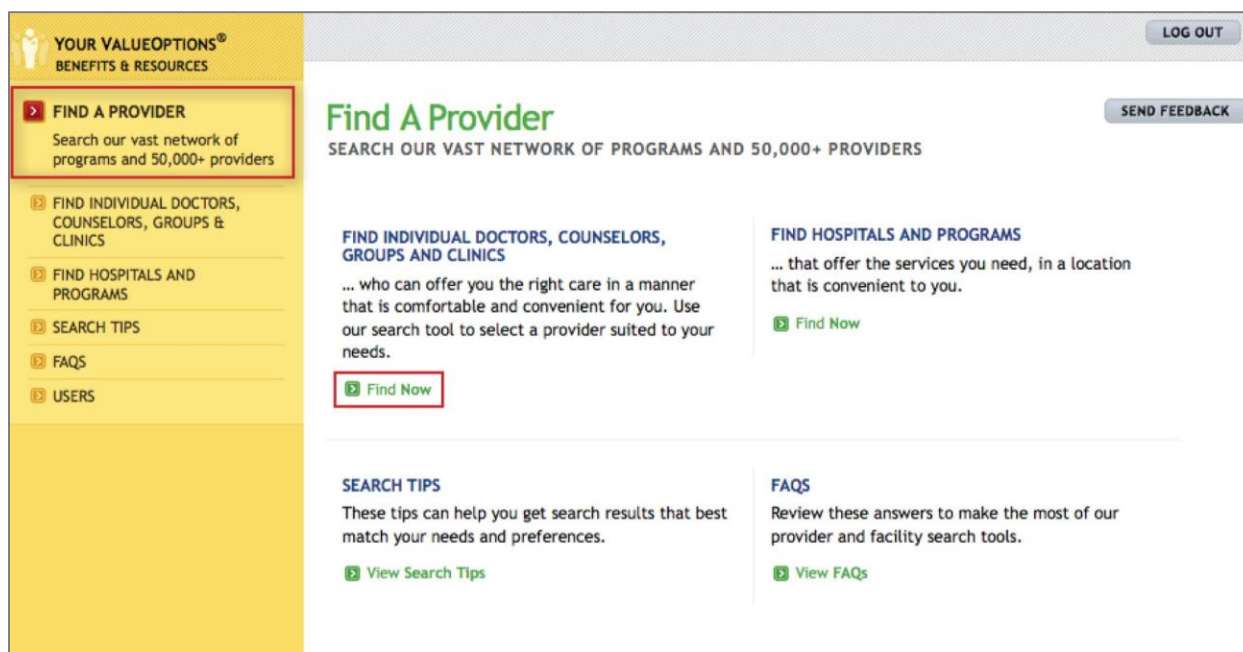 YOUR VALUEOPTIONS®
BENEFITS & RESOURCES
FIND A PROVIDER
Search our vast network of
programs and 50,000+ providers
FIND INDIVIDUAL DOCTORS,
COUNSELORS, GROUPS &
CLINICS
FIND HOSPITALS AND
PROGRAMS
SEARCH TIPS
FAQS
USERS
LOG OUT
SEND FEEDBACK
Find A Provider
SEARCH OUR VAST NETWORK OF PROGRAMS AND 50,000+ PROVIDERS
FIND INDIVIDUAL DOCTORS, COUNSELORS,
GROUPS AND CLINICS
... who can offer you the right care in a manner
that is comfortable and convenient for you. Use
our search tool to select a provider suited to your
needs.
Find Now
FIND HOSPITALS AND PROGRAMS
... that offer the services you need, in a location
that is convenient to you.
Find Now
SEARCH TIPS
These tips can help you get search results that best
match your needs and preferences.
View Search Tips
FAQS
Review these answers to make the most of our
provider and facility search tools.
View FAQs